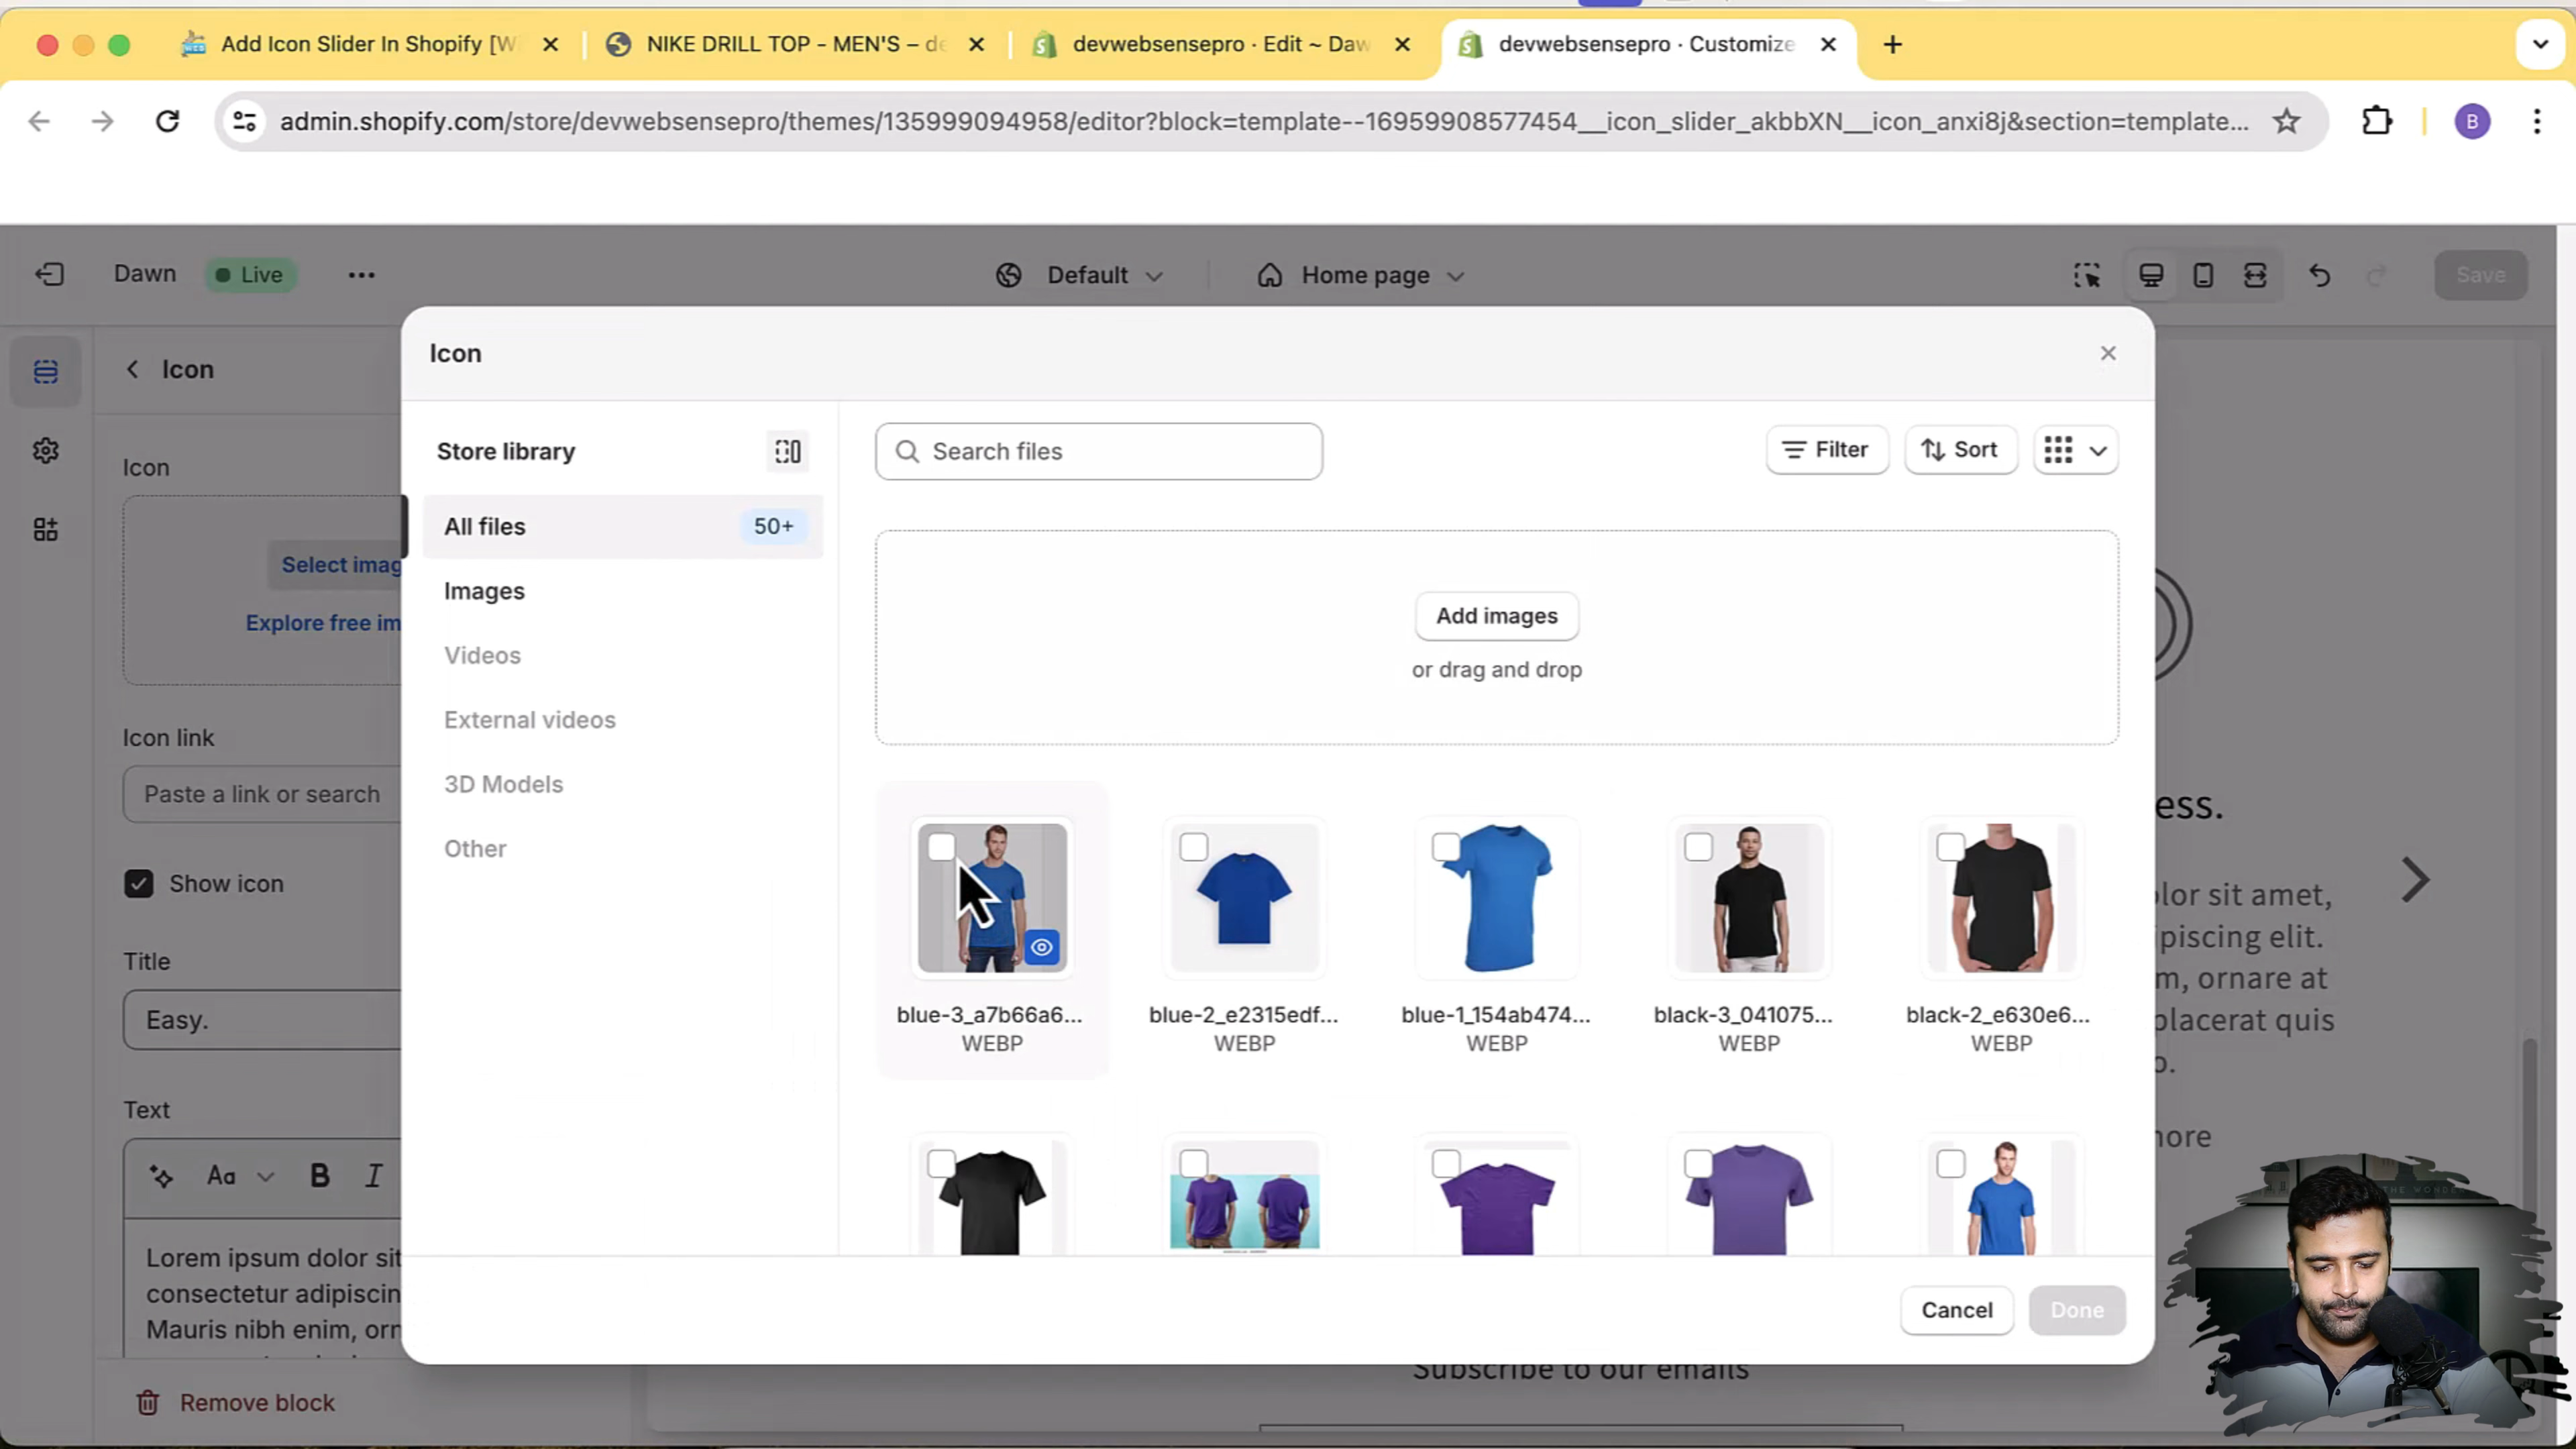 Add Icon Slider In Shopify [W
NIKE DRILL TOP - MEN'S – de
devwebsensepro · Edit ~ Daw
devwebsensepro · Customize
admin.shopify.com/store/devwebsensepro/themes/135999094958/editor?block=template--16959908577454__icon_slider_akbbXN__icon_anxi8j&section=template...
B
Dawn
Live
Default
Home page
Save
Icon
Icon
Store library
Search files
Filter
Sort
Icon
All files
50+
Select imag
Images
Add images
Explore free im
Videos
or drag and drop
External videos
Icon link
3D Models
Paste a link or search
ess.
Other
Show icon
olor sit amet,
ipiscing elit.
Title
m, ornare at
Easy.
blue-3_a7b66a6...
blue-2_e2315edf...
blue-1_154ab474...
black-3_041075...
black-2_e630e6...
placerat quis
WEBP
WEBP
WEBP
WEBP
WEBP
o.
Text
nore
Aa
B
I
Lorem ipsum dolor sit
consectetur adipiscin
Mauris nibh enim, orn
Cancel
Done
Subscribe to our emails
Remove block